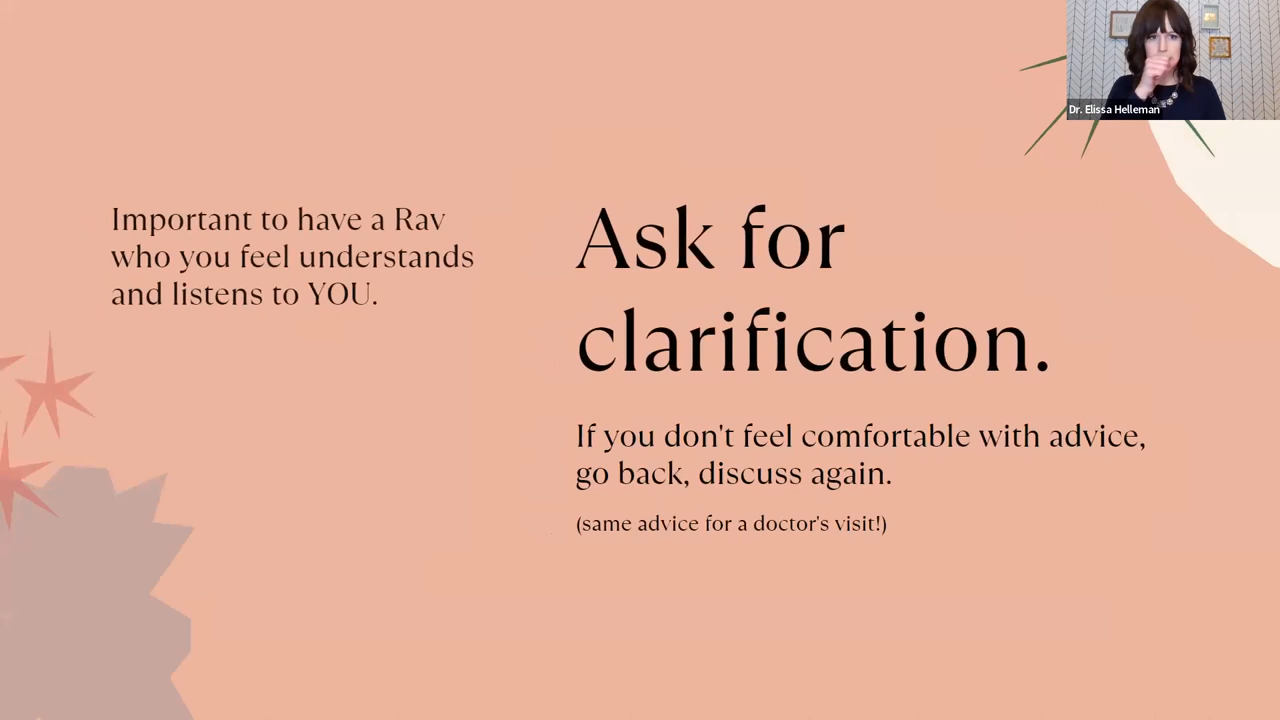 Dr. Elissa Helleman
Important to have a Rav
who you feel understands
and listens to YOU.
Ask for
clarification.
If you don't feel comfortable with advice,
go back, discuss again.
(same advice for a doctor's visit!)